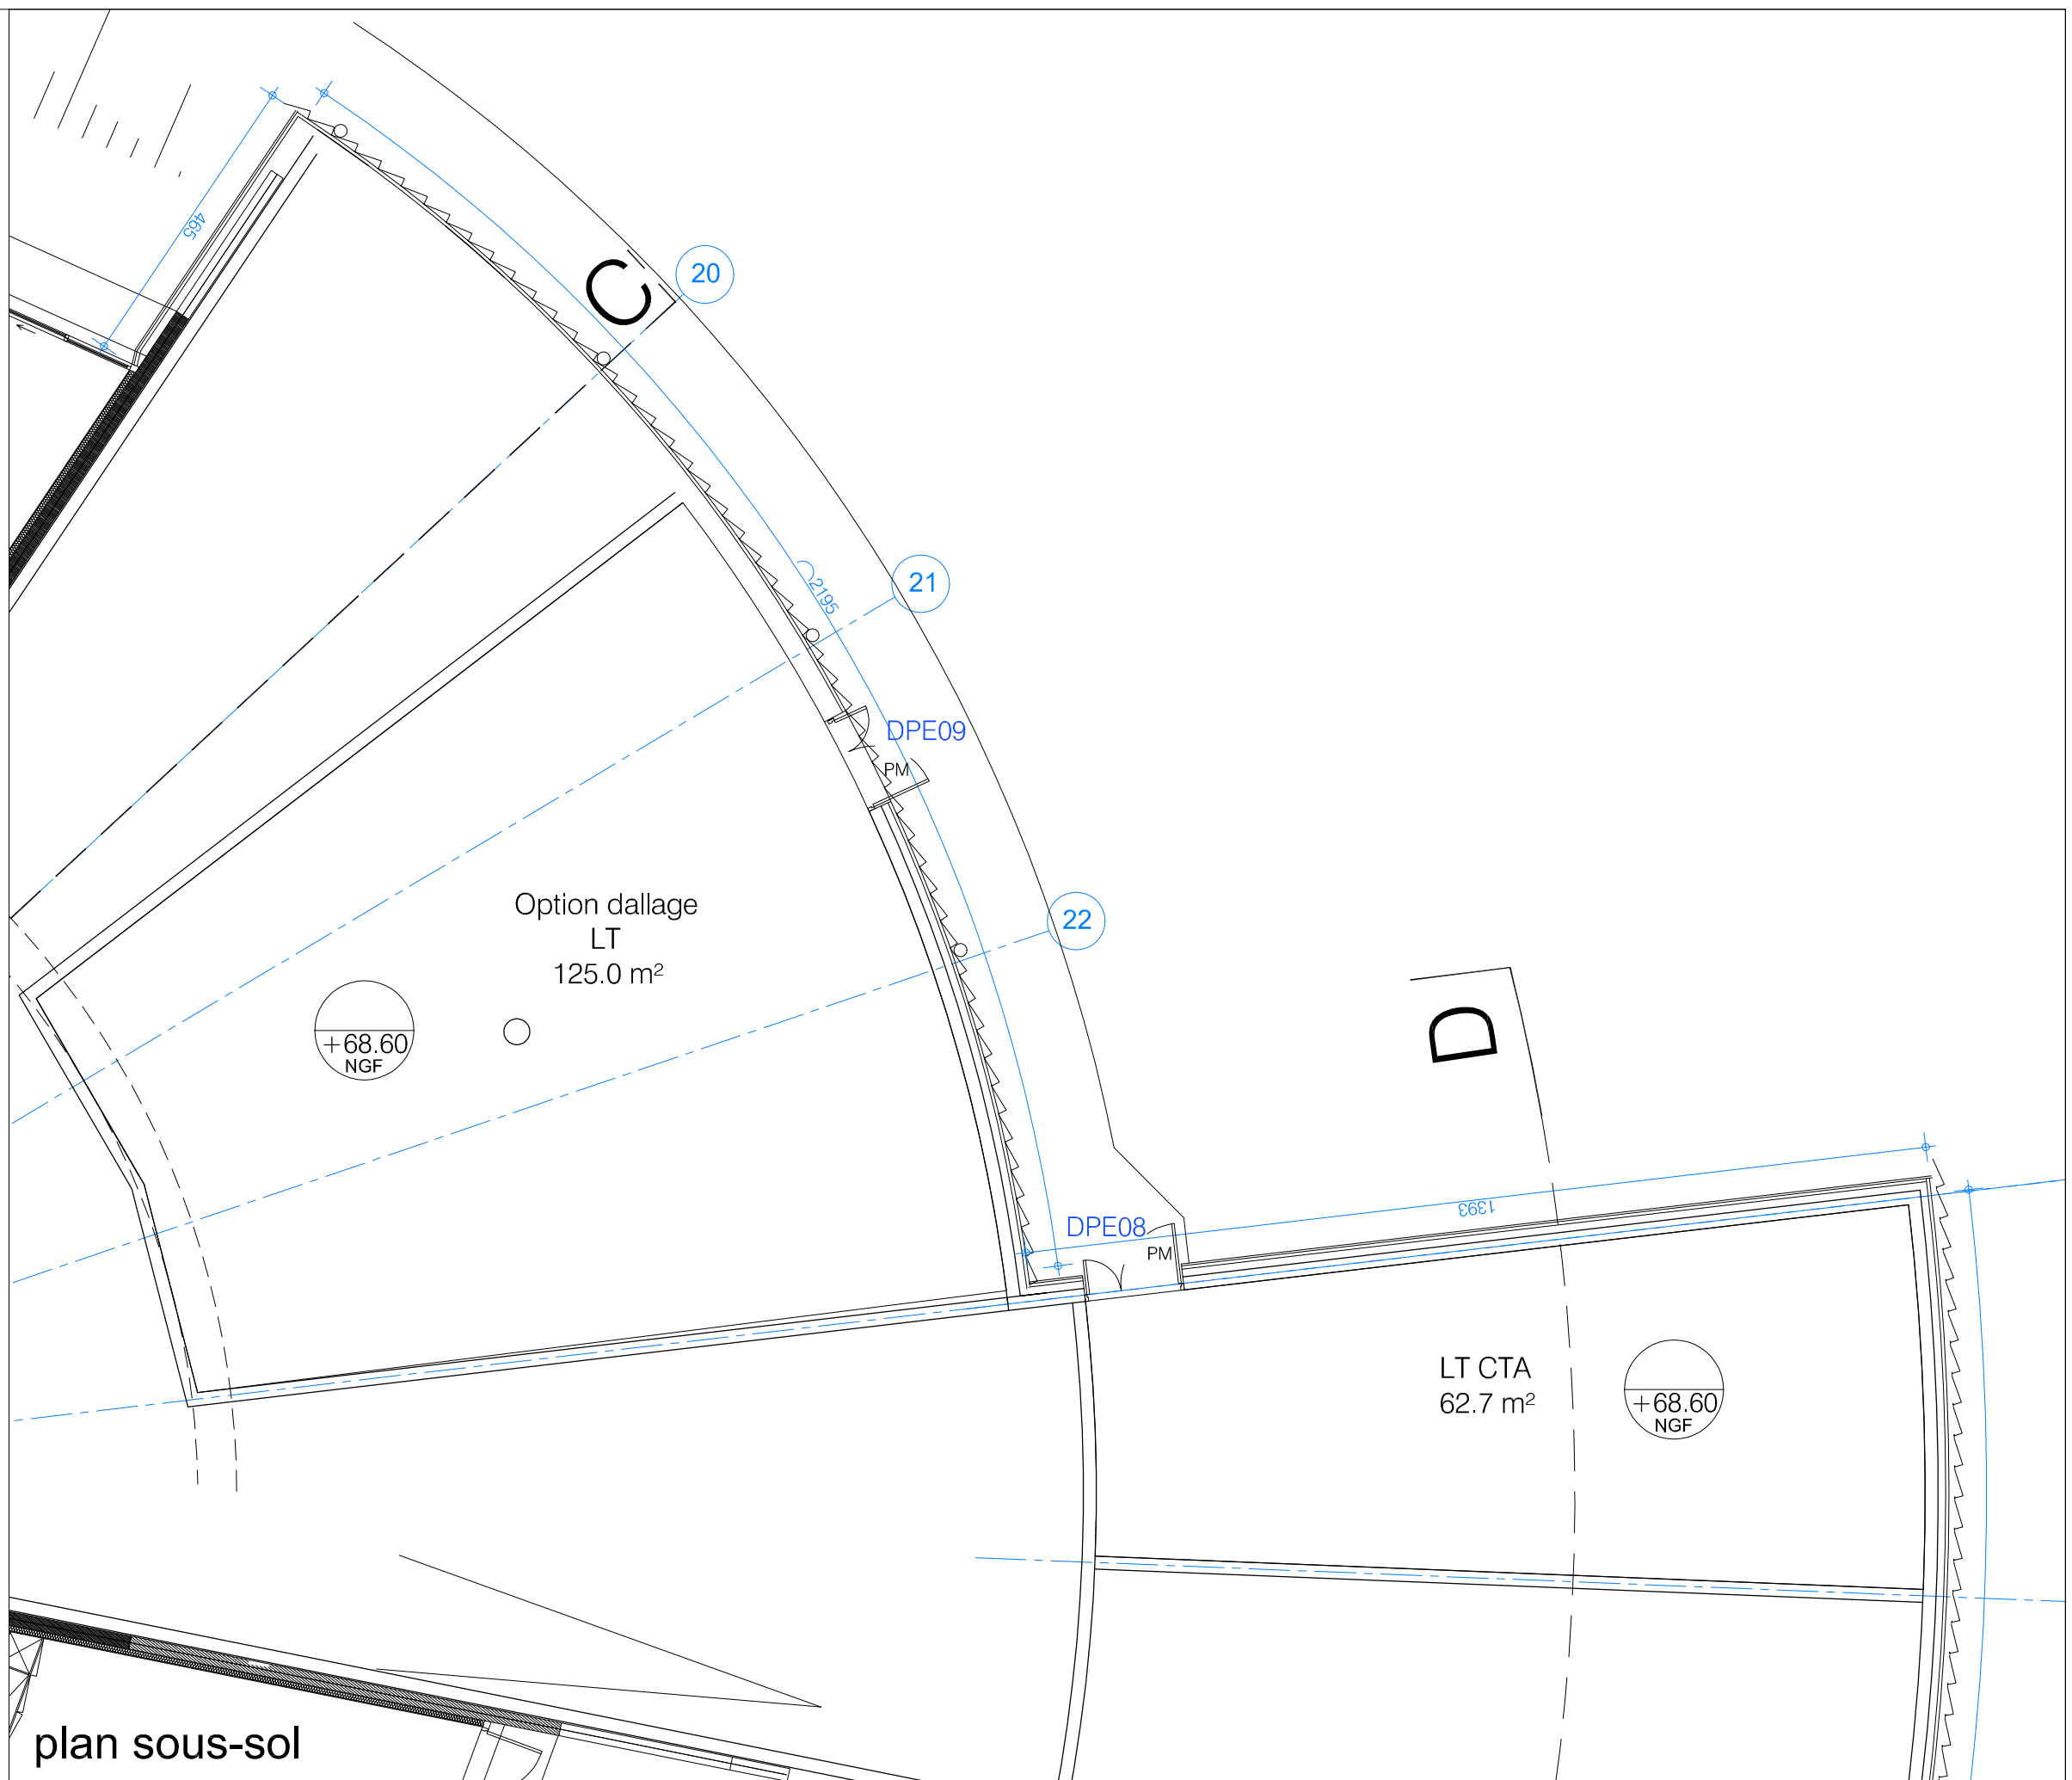 465
C
20
2195
21
DPE09
PM
22
Option dallage
LT
125.0 m²
+68.60
NGF
D
1393
DPE08
PM
LT CTA
62.7 m²
+68.60
NGF
plan sous-sol